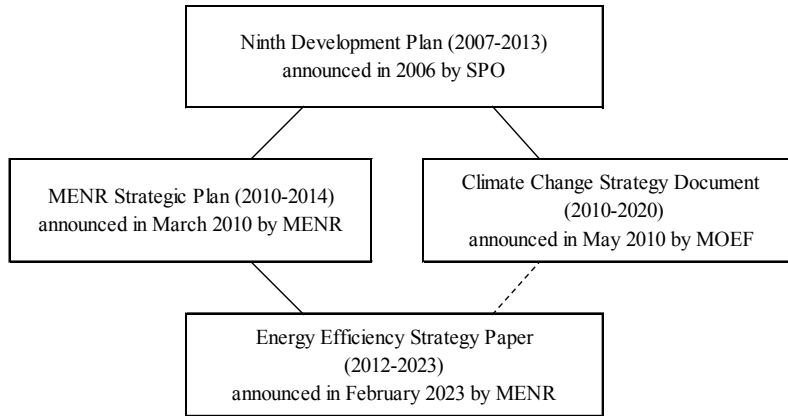 Ninth Development Plan (2007-2013)
announced in 2006 by SPO
MENR Strategic Plan (2010-2014)
announced in March 2010 by MENR
Climate Change Strategy Document
(2010-2020)
announced in May 2010 by MOEF
Energy Efficiency Strategy Paper
(2012-2023)
announced in February 2023 by MENR